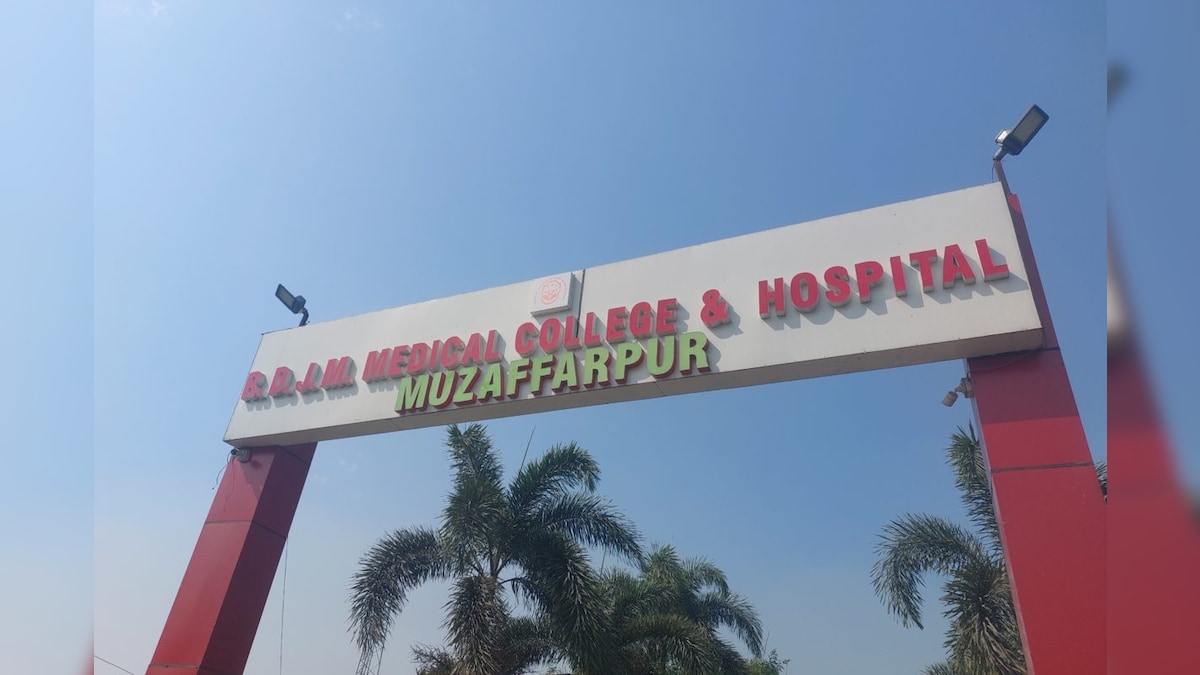 R.D.J.M. MEDICAL COLLEGE & HOSPITAL
MUZAFFARPUR